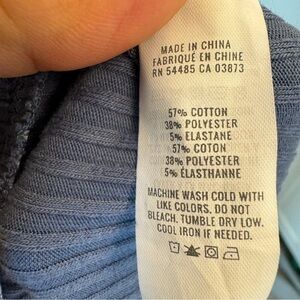 MADE IN CHINA
FABRIQUÉ EN CHINE
RN 54485 CA 03873
57% COTTON
38% POLYESTER
5% ELASTANE
57% COTON
38% POLYESTER
5% ÉLASTHANNE
MACHINE WASH COLD WITH
LIKE COLORS. DO NOT
BLEACH. TUMBLE DRY LOW.
COOL IRON IF NEEDED.